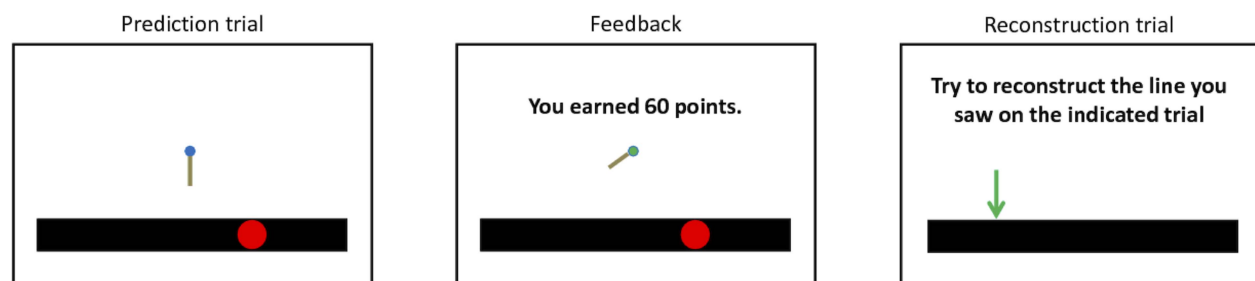 Prediction trial
Feedback
You earned 60 points.
Reconstruction trial
Try to reconstruct the line you
saw on the indicated trial